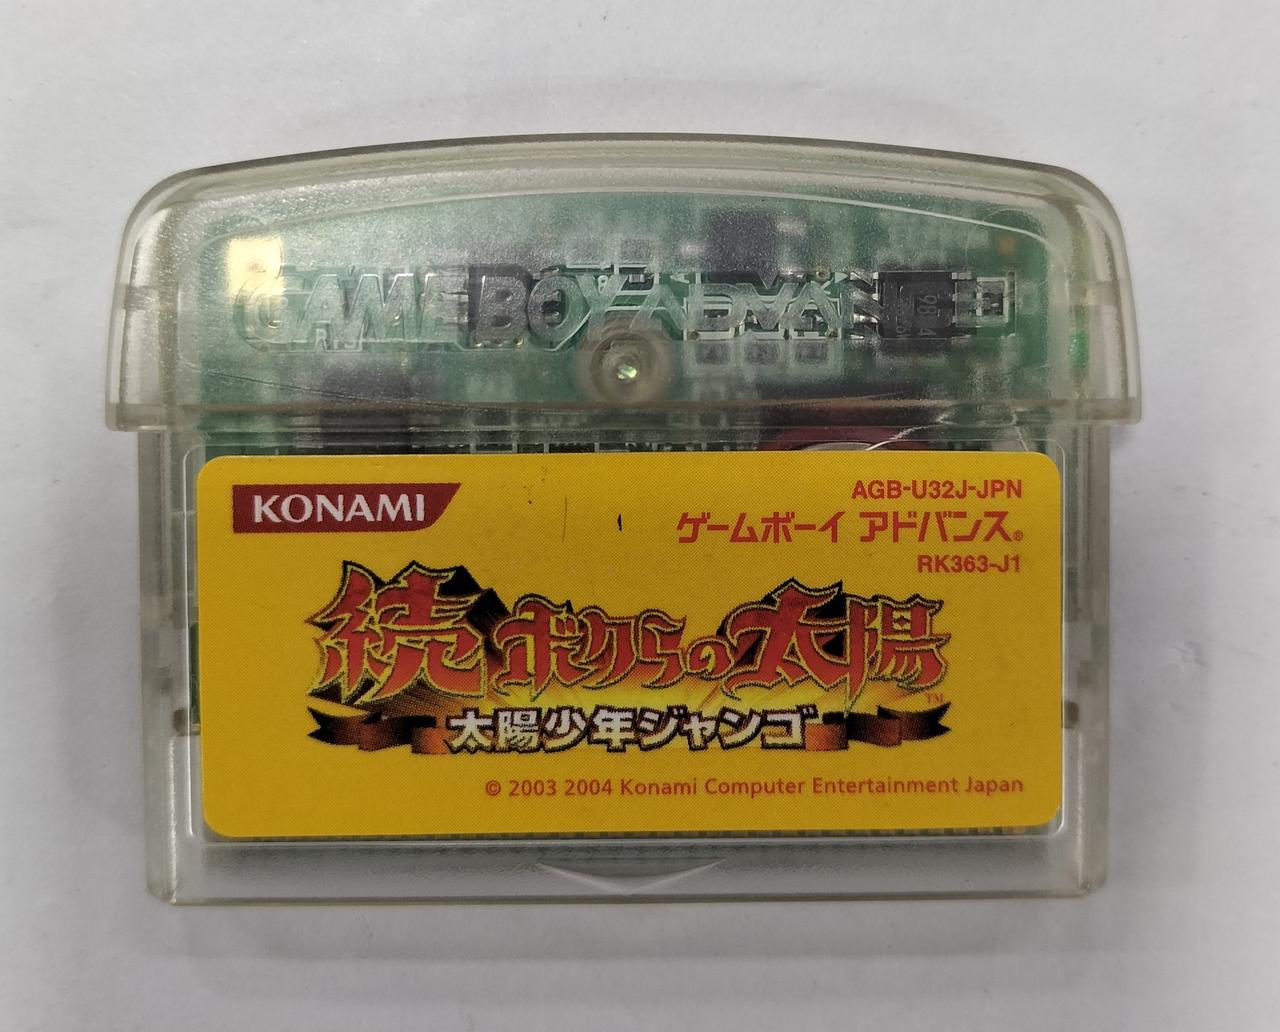 GAME BOY ADVANCE
KONAMI
AGB-U32J-JPN
ゲームボーイ アドバンス®
RK363-J1
続 ボクらの太陽™
太陽少年ジャンゴ
© 2003 2004 Konami Computer Entertainment Japan